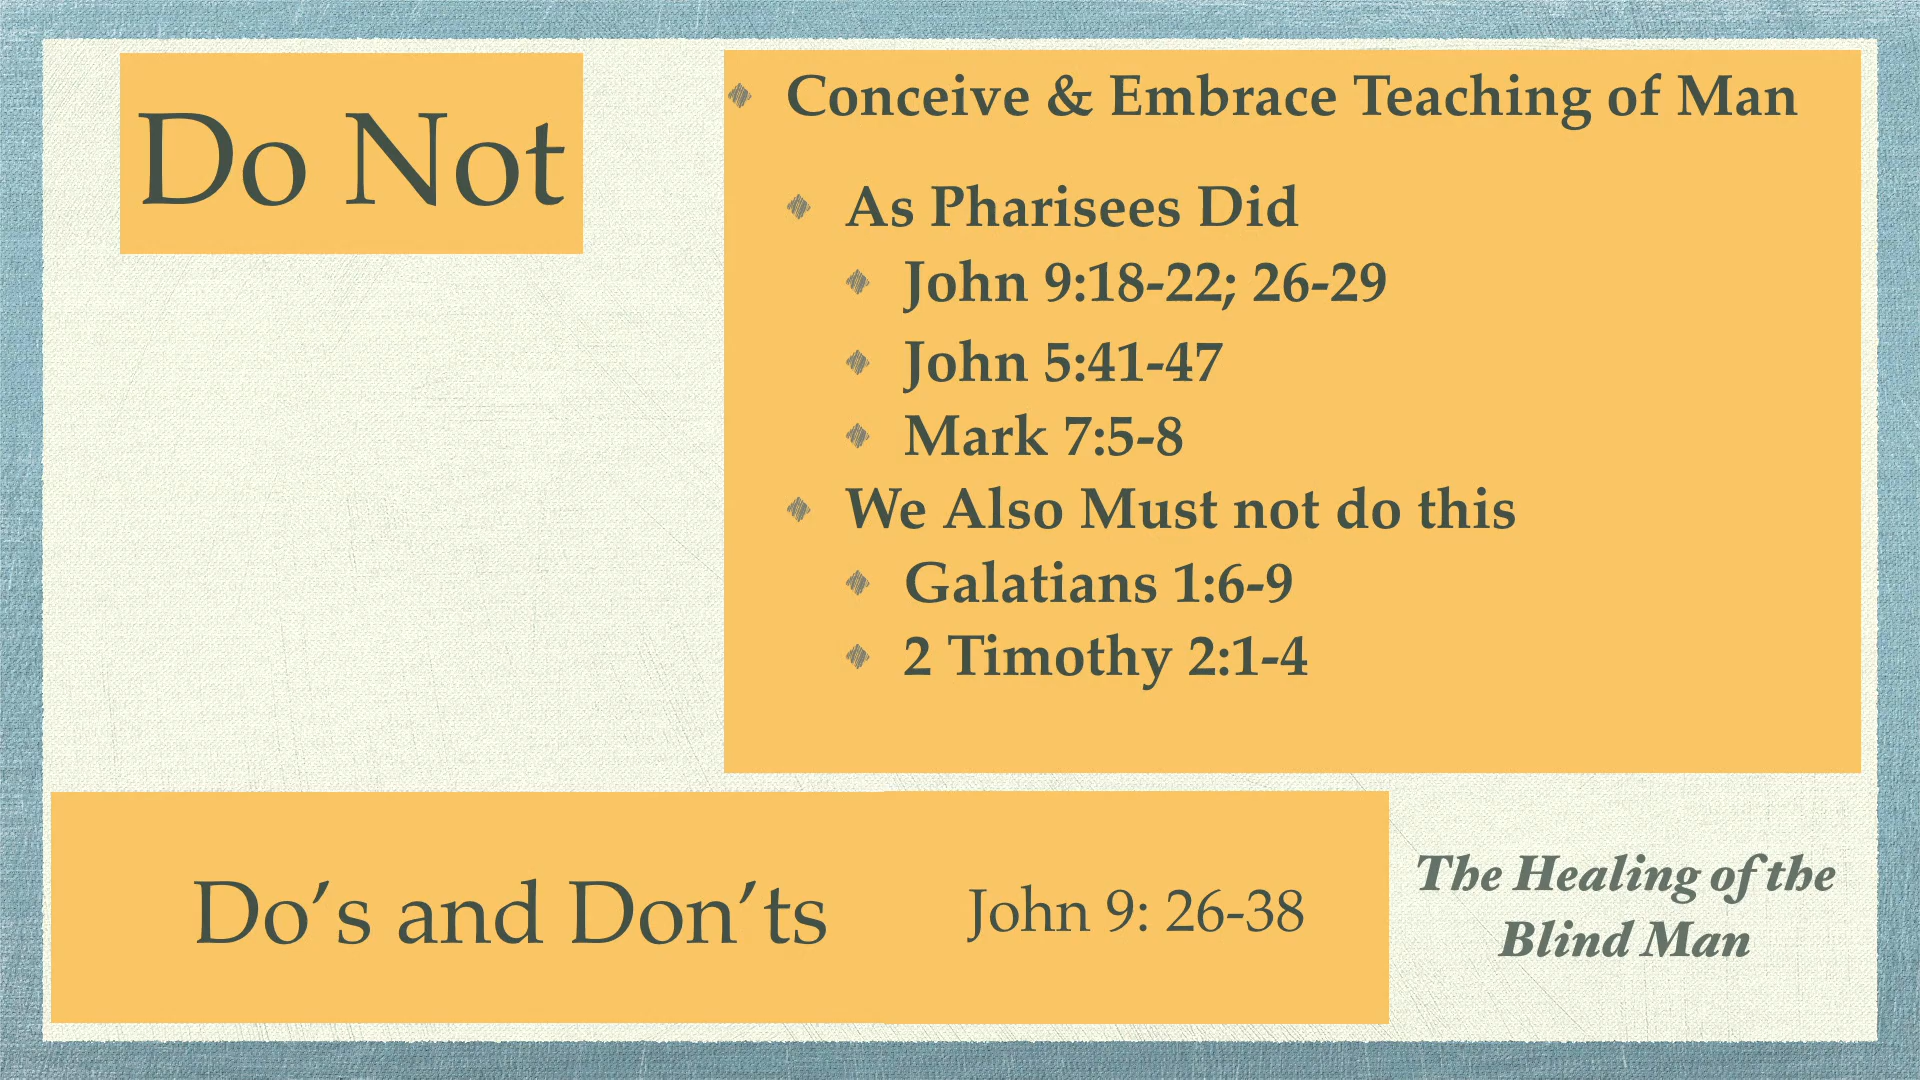 Do Not
Conceive & Embrace Teaching of Man
As Pharisees Did
John 9:18-22; 26-29
John 5:41-47
Mark 7:5-8
We Also Must not do this
Galatians 1:6-9
2 Timothy 2:1-4
Do’s and Don’ts
John 9: 26-38
The Healing of the
Blind Man